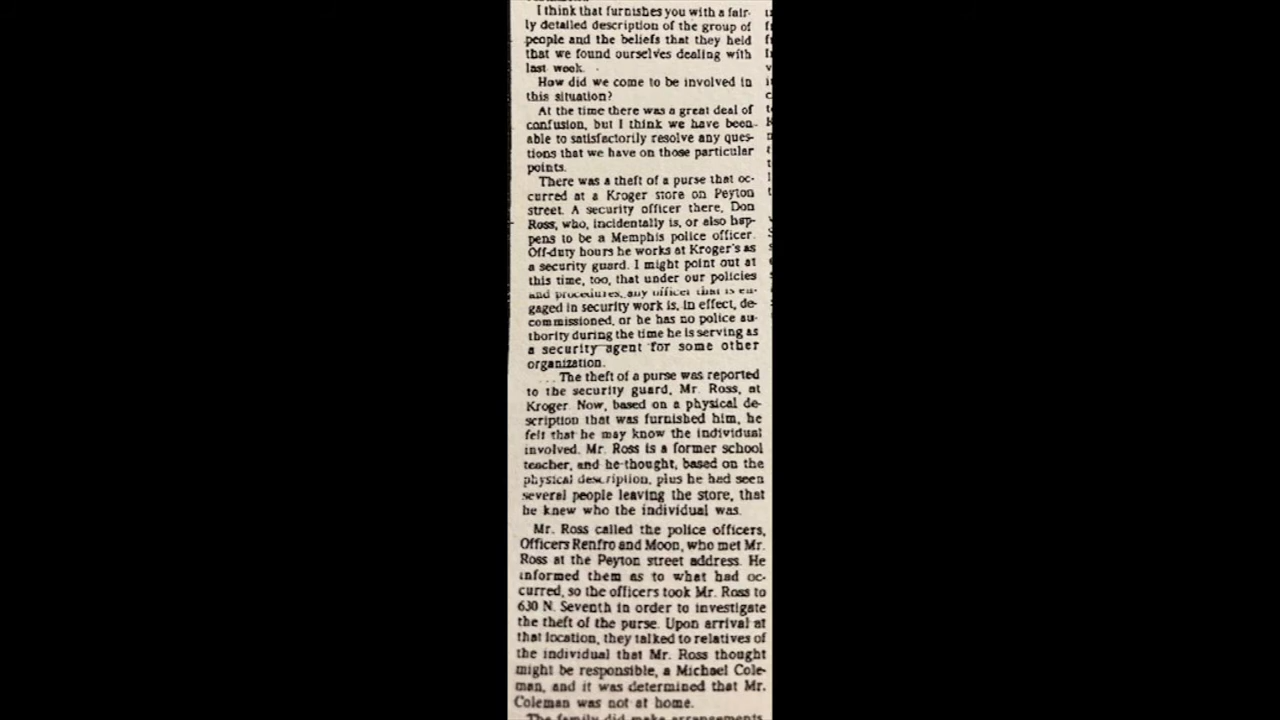 I think that furnishes you with a fair-
ly detailed description of the group of
people and the beliefs that they held
that we found ourselves dealing with
last week.
How did we come to be involved in
this situation?
At the time there was a great deal of
confusion, but I think we have been
able to satisfactorily resolve any ques-
tions that we have on those particular
points.
There was a theft of a purse that oc-
curred at a Kroger store on Peyton
street. A security officer there, Don
Ross, who, incidentally is, or also hap-
pens to be a Memphis police officer.
Off-duty hours he works at Kroger's as
a security guard. I might point out at
this time, too, that under our policies
and procedures, any officer that is en-
gaged in security work is, in effect, de-
commissioned, or he has no police au-
thority during the time he is serving as
a security agent for some other
organization.
... The theft of a purse was reported
to the security guard, Mr. Ross, at
Kroger. Now, based on a physical de-
scription that was furnished him, he
felt that he may know the individual
involved. Mr. Ross is a former school
teacher, and he thought, based on the
physical description, plus he had seen
several people leaving the store, that
he knew who the individual was.
Mr. Ross called the police officers,
Officers Renfro and Moon, who met Mr.
Ross at the Peyton street address. He
informed them as to what had oc-
curred, so the officers took Mr. Ross to
630 N. Seventh in order to investigate
the theft of the purse. Upon arrival at
that location, they talked to relatives of
the individual that Mr. Ross thought
might be responsible, a Michael Cole-
man, and it was determined that Mr.
Coleman was not at home.
The family did make arrangements